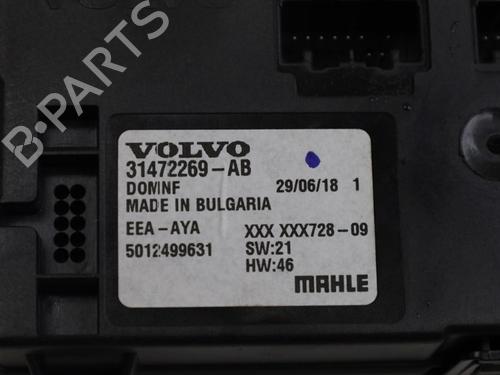 B-PARTS
VOLVO
31472269-AB
DOMINF 29/06/18 1
MADE IN BULGARIA
EEA-AYA XXX XXX728-09
5012499631 SW:21
HW:46
MAHLE